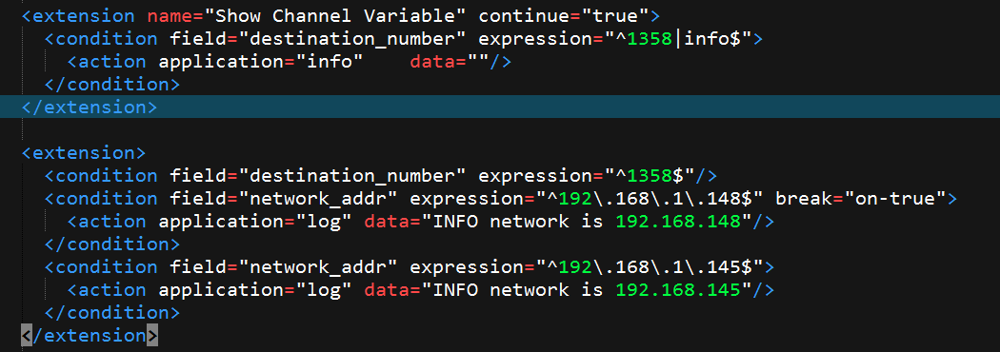 <extension name="Show Channel Variable" continue="true">
  <condition field="destination_number" expression="^1358|info$">
    <action application="info"    data=""/>
  </condition>
</extension>

<extension>
  <condition field="destination_number" expression="^1358$"/>
  <condition field="network_addr" expression="^192\.168\.1\.148$" break="on-true">
    <action application="log" data="INFO network is 192.168.148"/>
  </condition>
  <condition field="network_addr" expression="^192\.168\.1\.145$">
    <action application="log" data="INFO network is 192.168.145"/>
  </condition>
</extension>